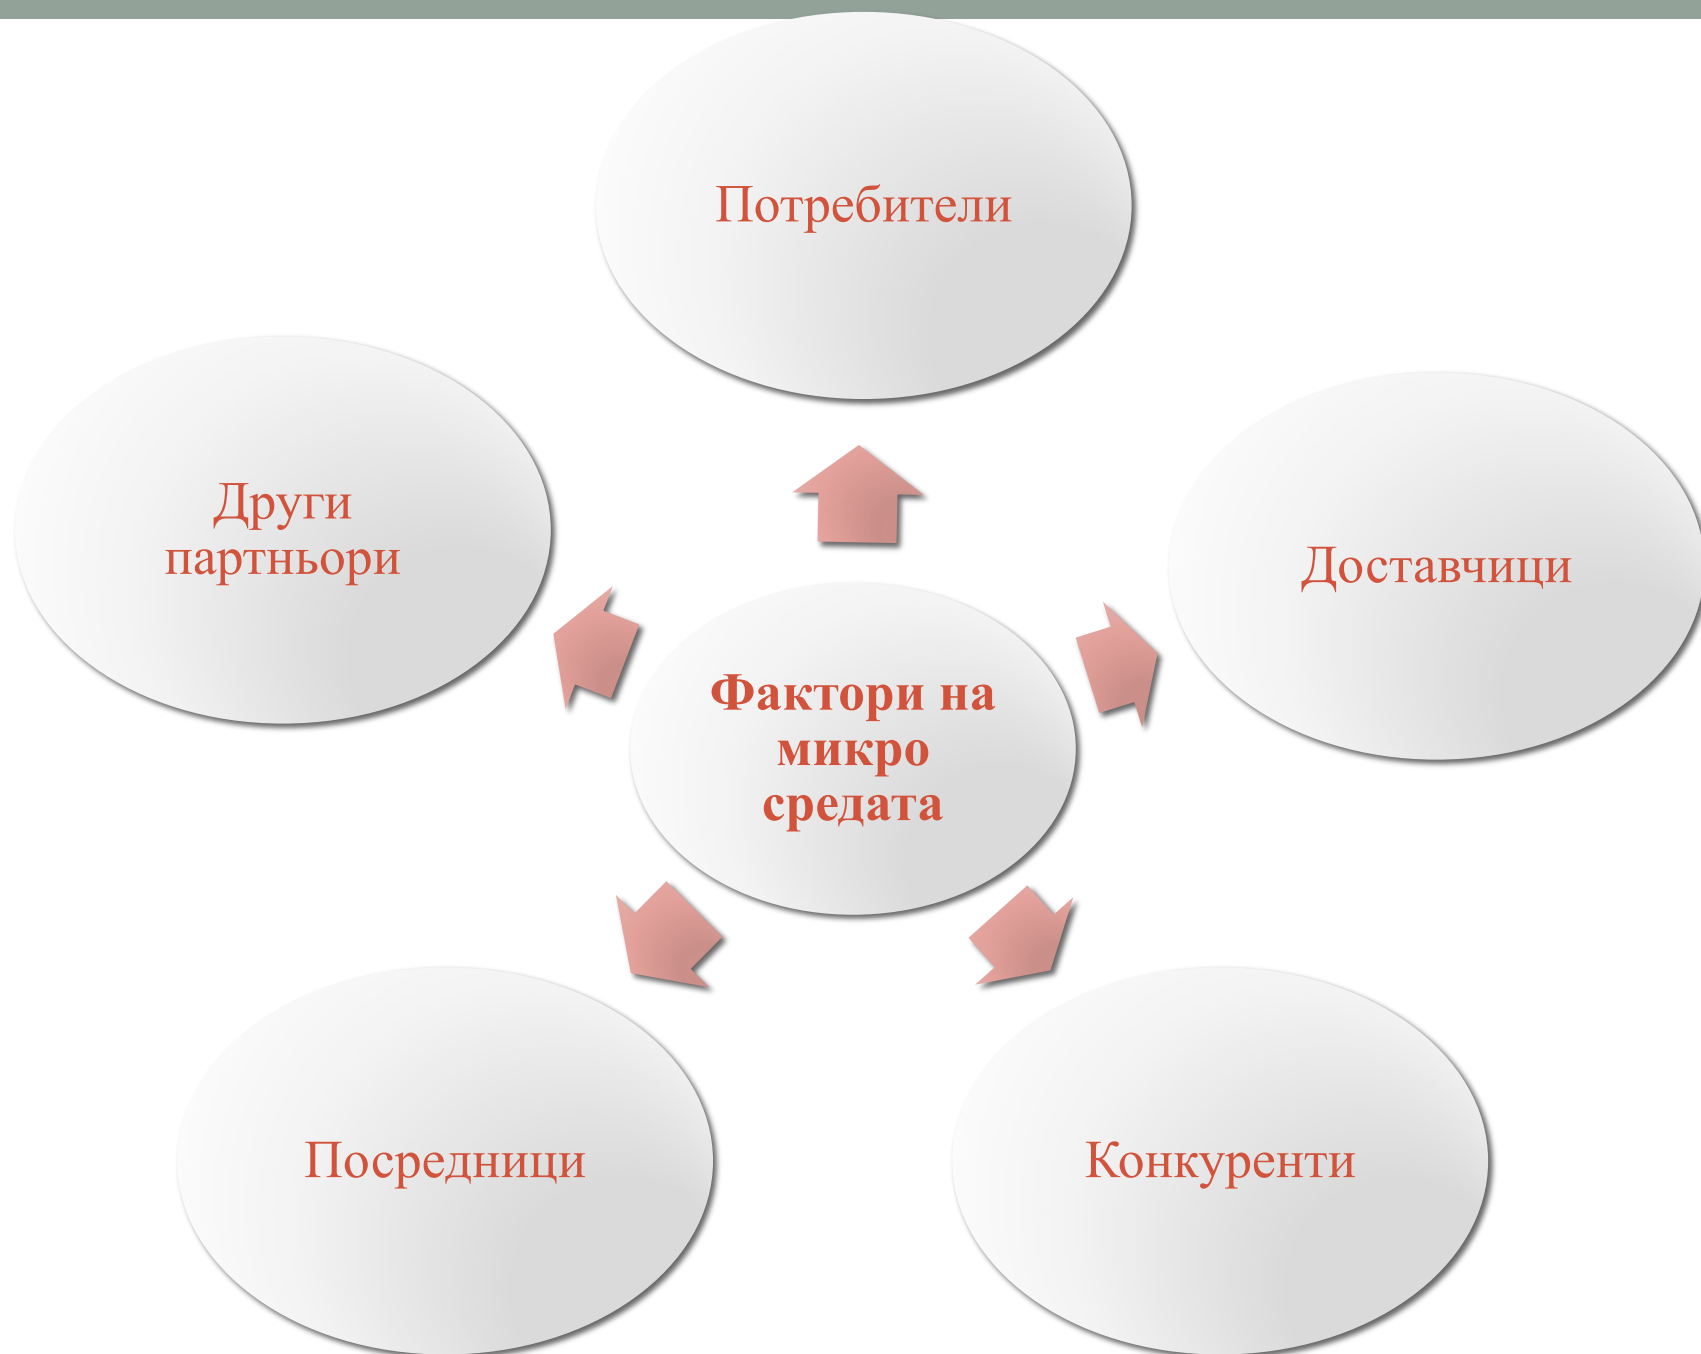 Потребители
Други
партньори
Доставчици
Фактори на
микро
средата
Посредници
Конкуренти